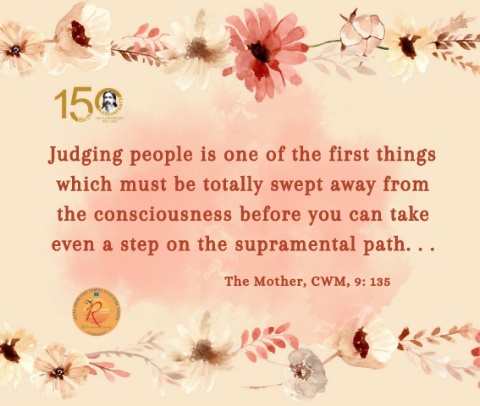 150
Judging people is one of the first things
which must be totally swept away from
the consciousness before you can take
even a step on the supramental path. . .
The Mother, CWM, 9: 135
R